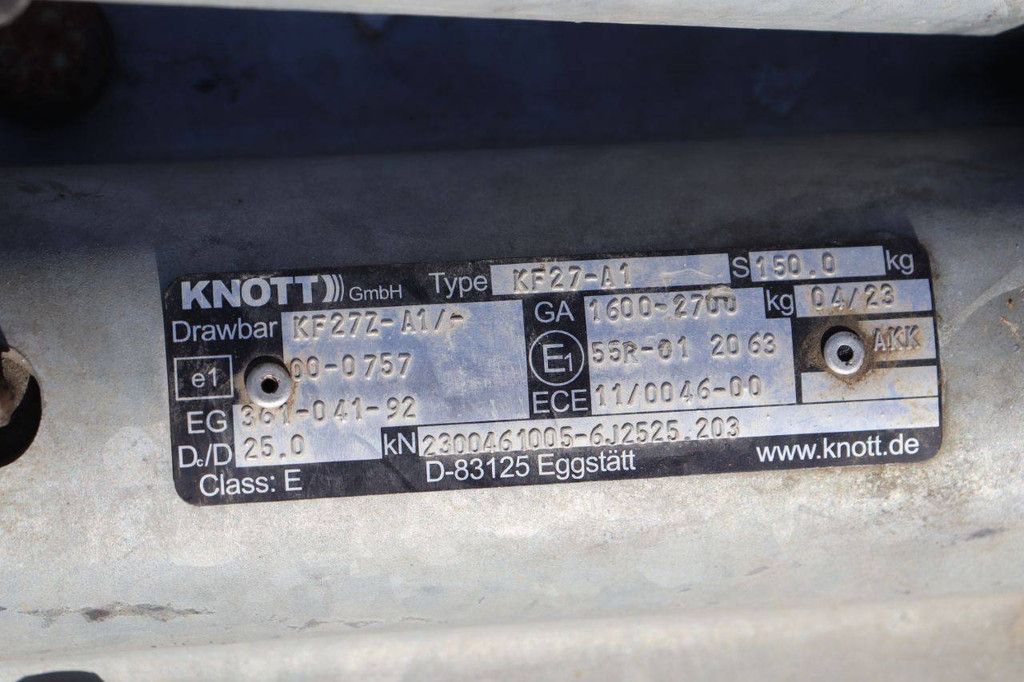 KNOTT GmbH Type KF27-A1 S 150.0 kg
Drawbar KF27Z-A1/- GA 1600-2700 kg 04/23
e1 00-0757 E1 55R-01 2063 AKK
EG 361-041-92 ECE 11/0046-00
Dc/D 25.0 kN 2300461005-6J2525.203
Class: E D-83125 Eggstätt www.knott.de